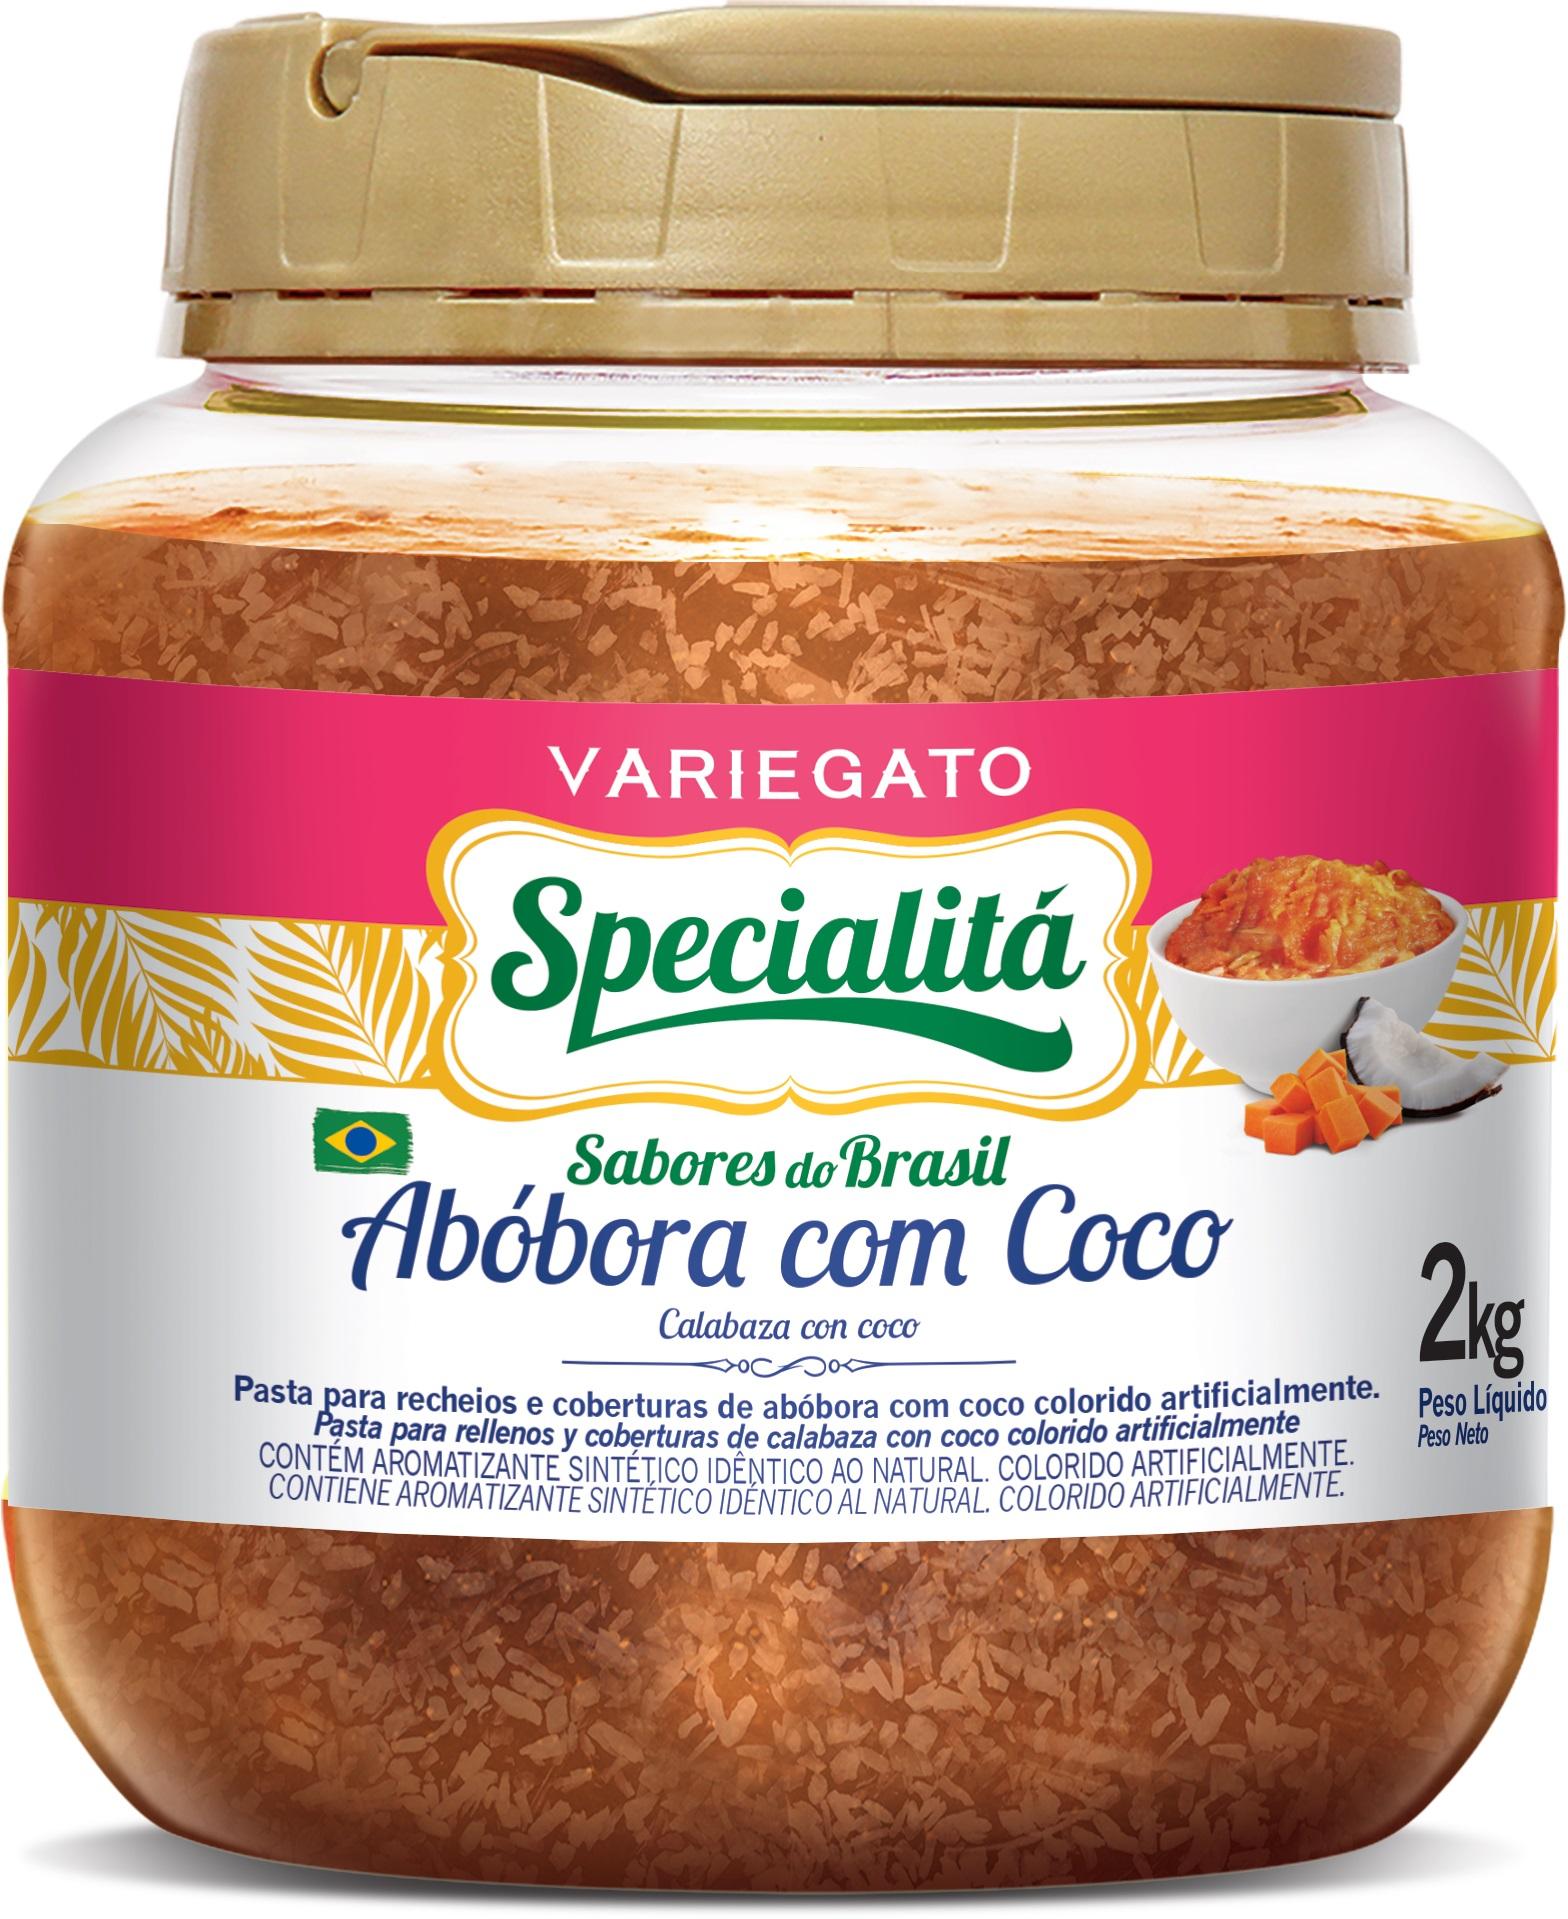 VARIEGATO
Specialitá
Sabores do Brasil
Abóbora com Coco
Calabaza con coco
2kg
Peso Líquido
Peso Neto
Pasta para recheios e coberturas de abóbora com coco colorido artificialmente.
Pasta para rellenos y coberturas de calabaza con coco colorido artificialmente
CONTÉM AROMATIZANTE SINTÉTICO IDÊNTICO AO NATURAL. COLORIDO ARTIFICIALMENTE.
CONTIENE AROMATIZANTE SINTÉTICO IDÉNTICO AL NATURAL. COLORIDO ARTIFICIALMENTE.